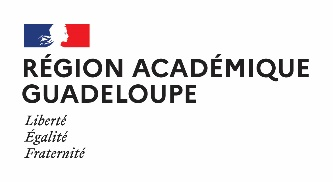 RÉGION ACADÉMIQUE
GUADELOUPE
Liberté
Égalité
Fraternité